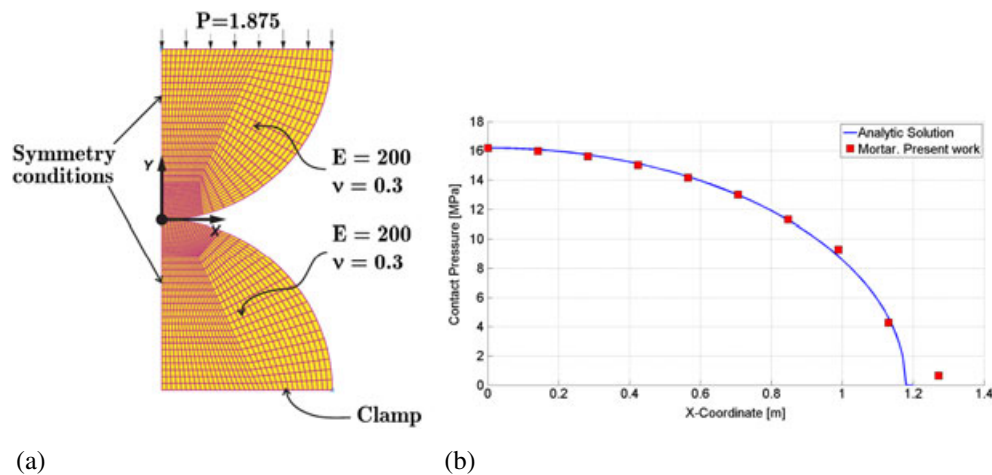 (a)
P=1.875
Symmetry
conditions
Y
X
E = 200
ν = 0.3
E = 200
ν = 0.3
Clamp
(b)
Contact Pressure [MPa]
18
16
14
12
10
8
6
4
2
0
0
0.2
0.4
0.6
0.8
1
1.2
1.4
X-Coordinate [m]
Analytic Solution
Mortar. Present work